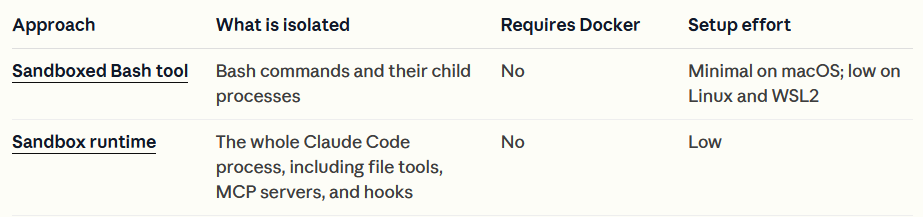 Approach What is isolated Requires Docker Setup effort
Sandboxed Bash tool Bash commands and their child No Minimal on macOS; low on
processes Linux and WSL2
Sandbox runtime The whole Claude Code No Low
process, including file tools,
MCP servers, and hooks